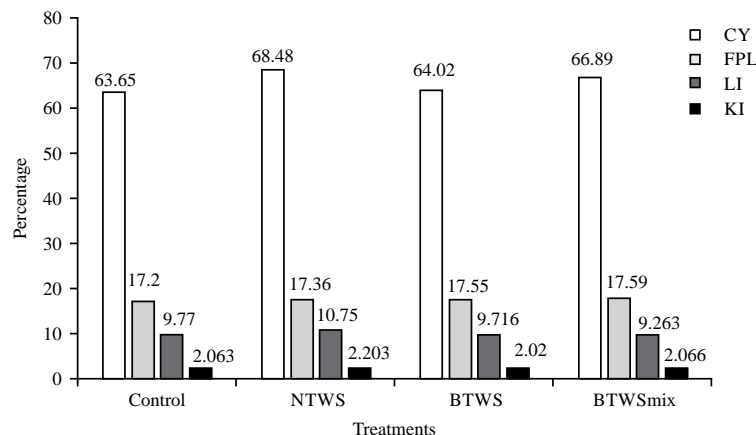 80
70
60
50
40
30
20
10
0
Percentage
63.65
17.2
9.77
2.063
68.48
17.36
10.75
2.203
64.02
17.55
9.716
2.02
66.89
17.59
9.263
2.066
Control
NTWS
BTWS
BTWSmix
Treatments
CY
FPL
LI
KI